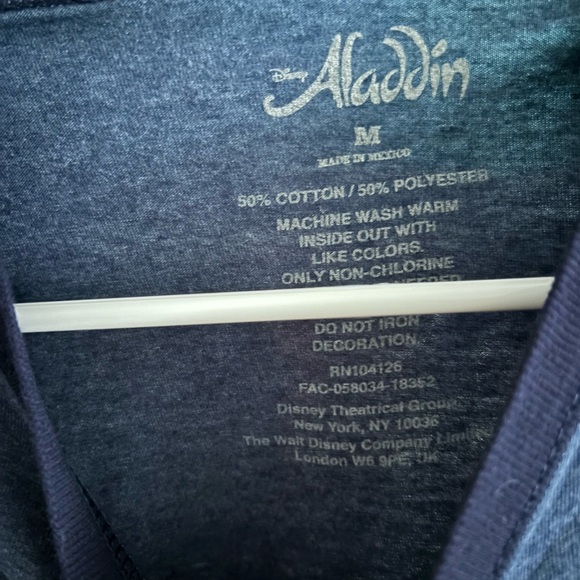 Disney Aladdin
M
MADE IN MEXICO
50% COTTON / 50% POLYESTER
MACHINE WASH WARM
INSIDE OUT WITH
LIKE COLORS.
ONLY NON-CHLORINE
NEEDED
DO NOT IRON
DECORATION.
RN104126
FAC-058034-18352
Disney Theatrical Group
New York, NY 10036
The Walt Disney Company Limited
London W6 9PE, UK